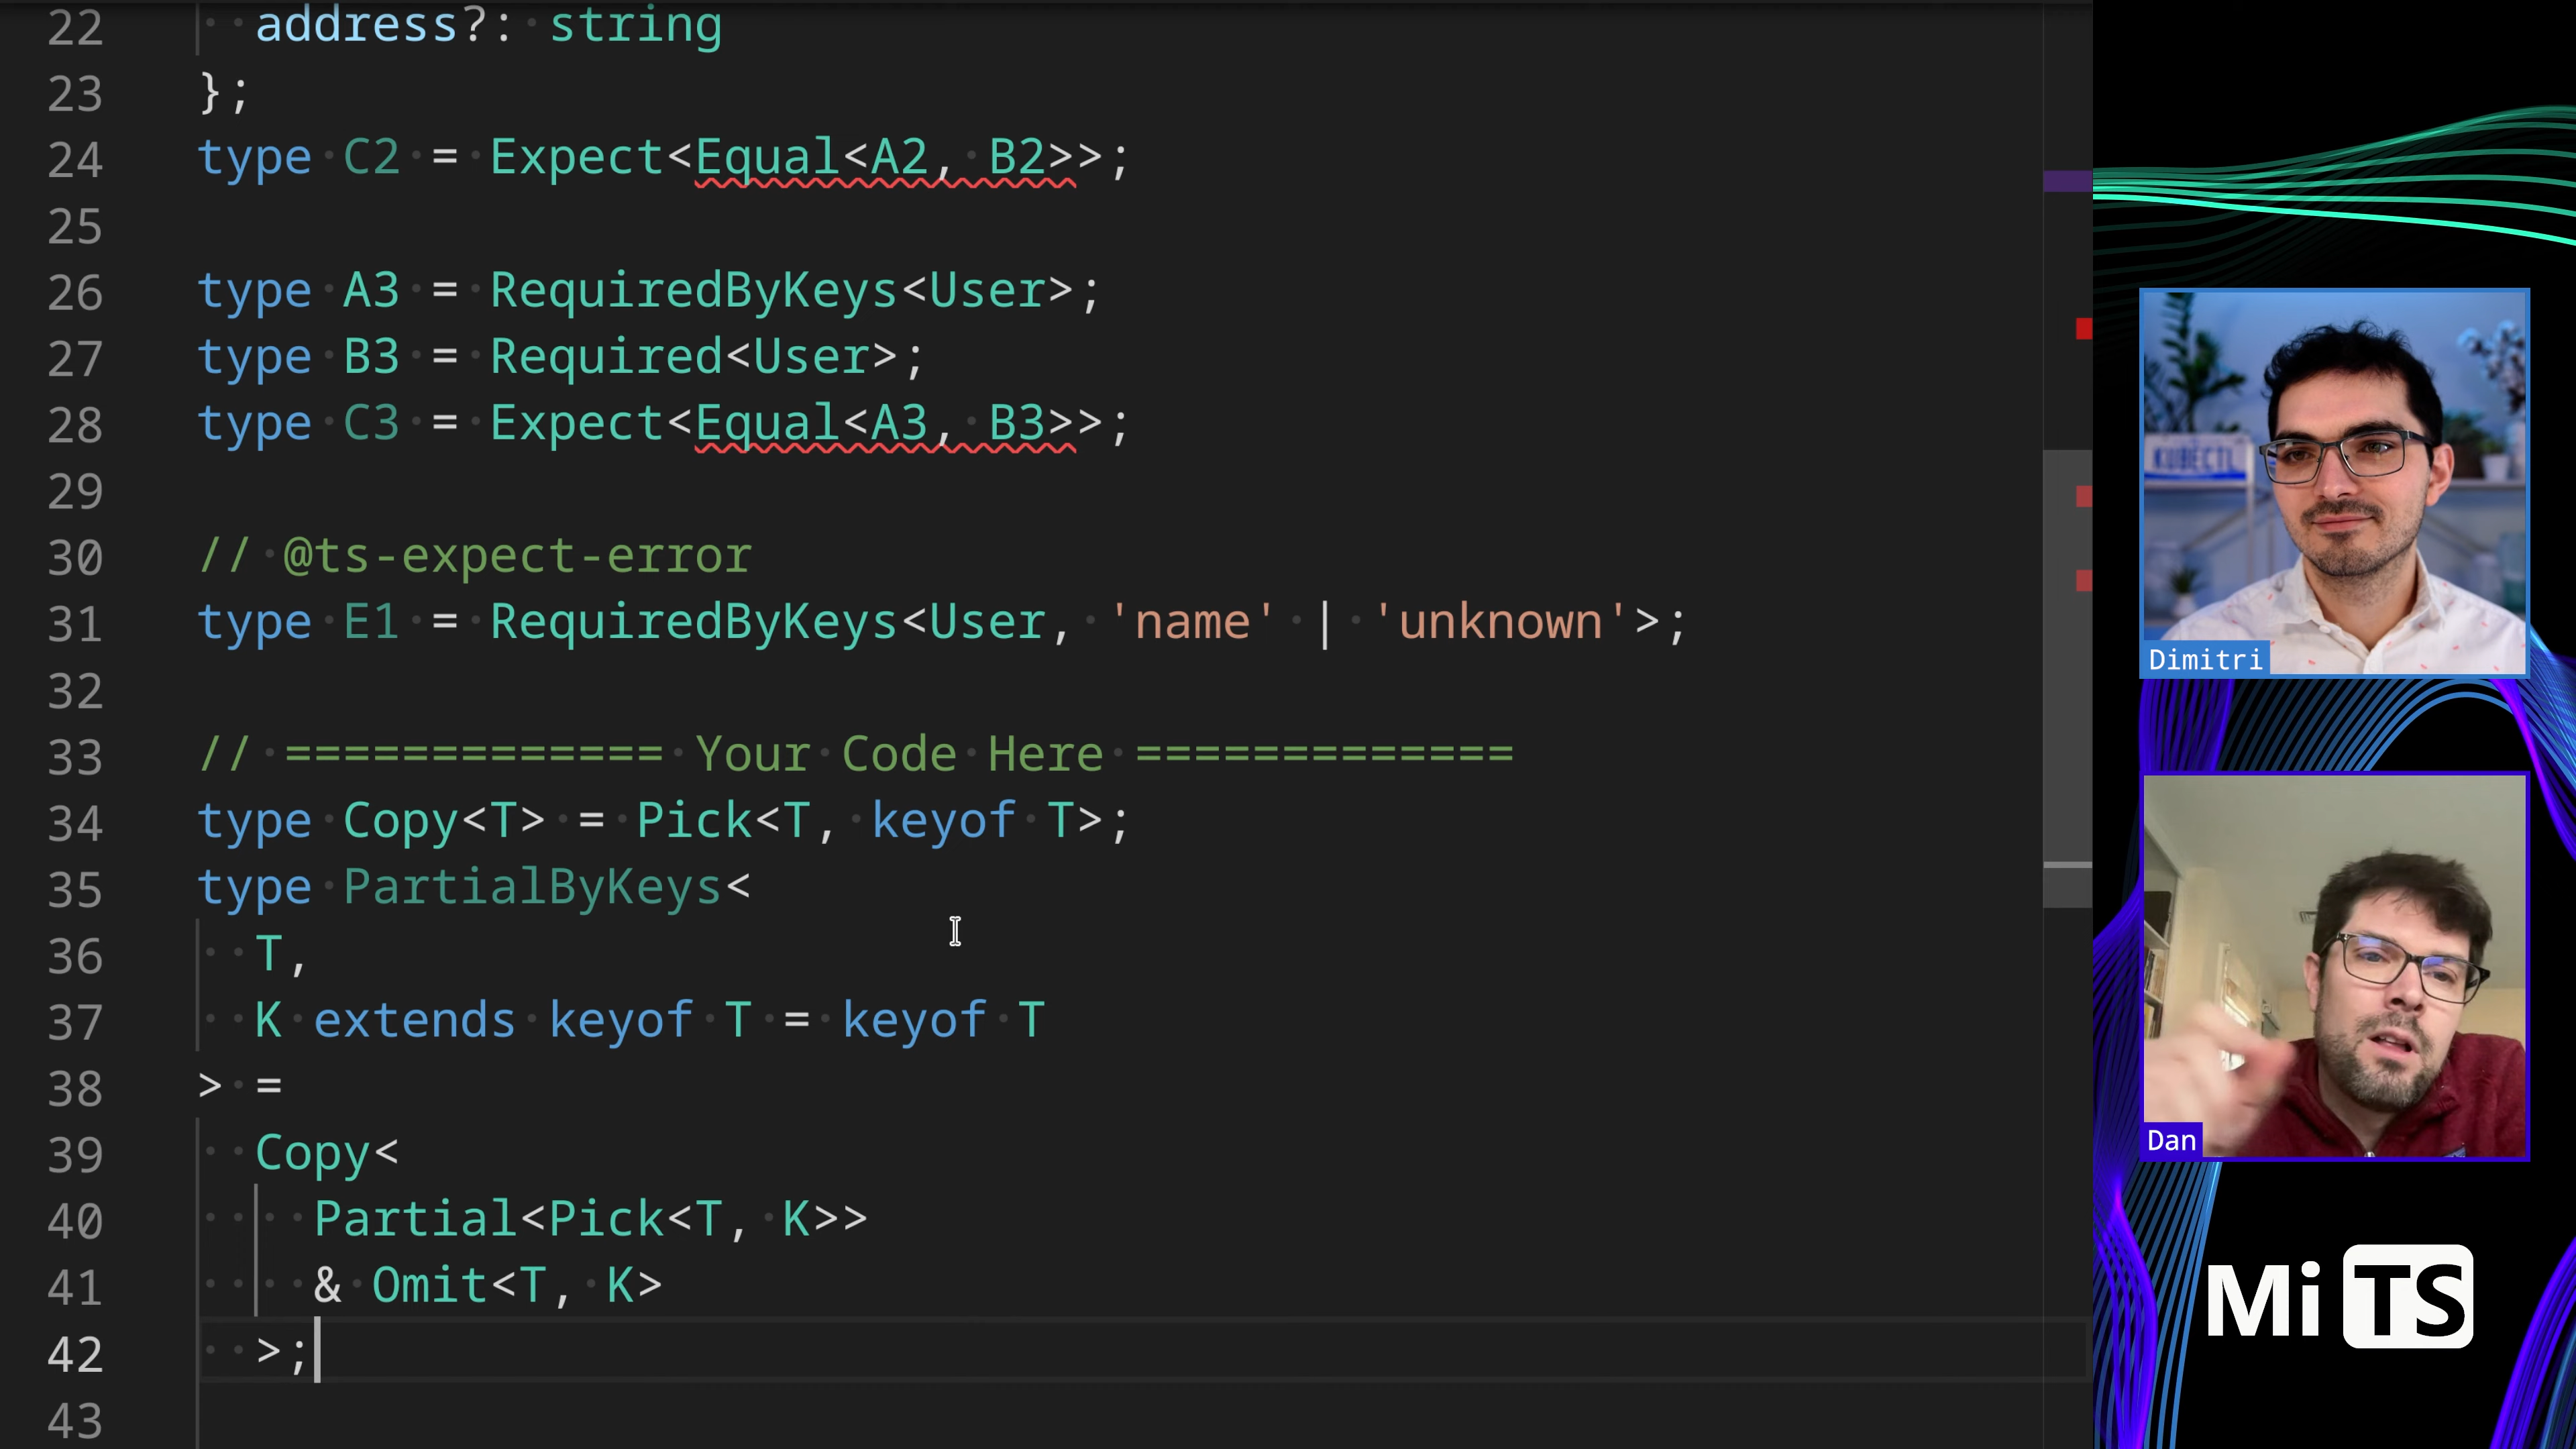 22 address?: string
23 };
24 type C2 = Expect<Equal<A2, B2>>;
25
26 type A3 = RequiredByKeys<User>;
27 type B3 = Required<User>;
28 type C3 = Expect<Equal<A3, B3>>;
29
30 // @ts-expect-error
31 type E1 = RequiredByKeys<User, 'name' | 'unknown'>;
32
33 // ============= Your Code Here =============
34 type Copy<T> = Pick<T, keyof T>;
35 type PartialByKeys<
36 T,
37 K extends keyof T = keyof T
38 > =
39 Copy<
40 Partial<Pick<T, K>>
41 & Omit<T, K>
42 >;
43
KUBECTL
Dimitri
Dan
Mi TS